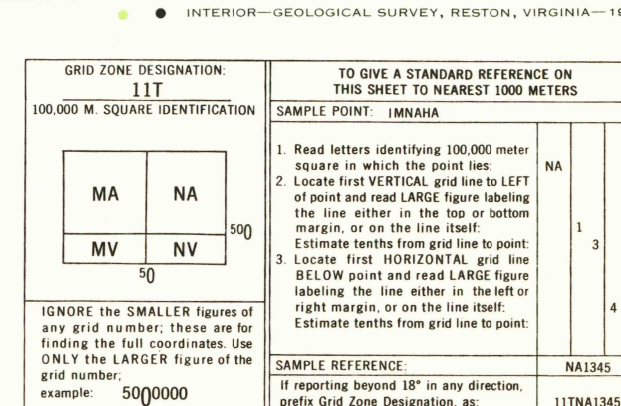 INTERIOR—GEOLOGICAL SURVEY, RESTON, VIRGINIA—19
GRID ZONE DESIGNATION:
11T
100,000 M. SQUARE IDENTIFICATION
MA NA
MV NV
500
50
IGNORE the SMALLER figures of
any grid number; these are for
finding the full coordinates. Use
ONLY the LARGER figure of the
grid number;
example: 5000000
TO GIVE A STANDARD REFERENCE ON
THIS SHEET TO NEAREST 1000 METERS
SAMPLE POINT: IMNAHA
1. Read letters identifying 100,000 meter
square in which the point lies: NA
2. Locate first VERTICAL grid line to LEFT
of point and read LARGE figure labeling
the line either in the top or bottom
margin, or on the line itself: 1
Estimate tenths from grid line to point: 3
3. Locate first HORIZONTAL grid line
BELOW point and read LARGE figure
labeling the line either in the left or
right margin, or on the line itself: 4
Estimate tenths from grid line to point:
SAMPLE REFERENCE: NA1345
If reporting beyond 18° in any direction,
prefix Grid Zone Designation, as: 11TNA1345